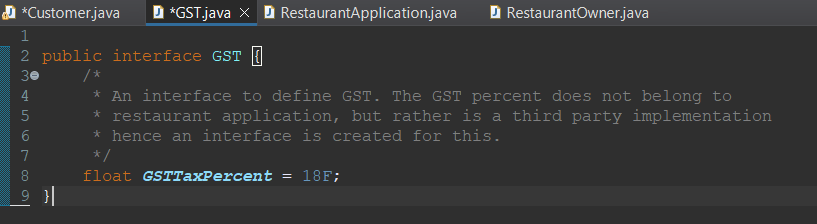 *Customer.java *GST.java RestaurantApplication.java RestaurantOwner.java
1
2 public interface GST {
3 /*
4 * An interface to define GST. The GST percent does not belong to
5 * restaurant application, but rather is a third party implementation
6 * hence an interface is created for this.
7 */
8 float GSTTaxPercent = 18F;
9 }